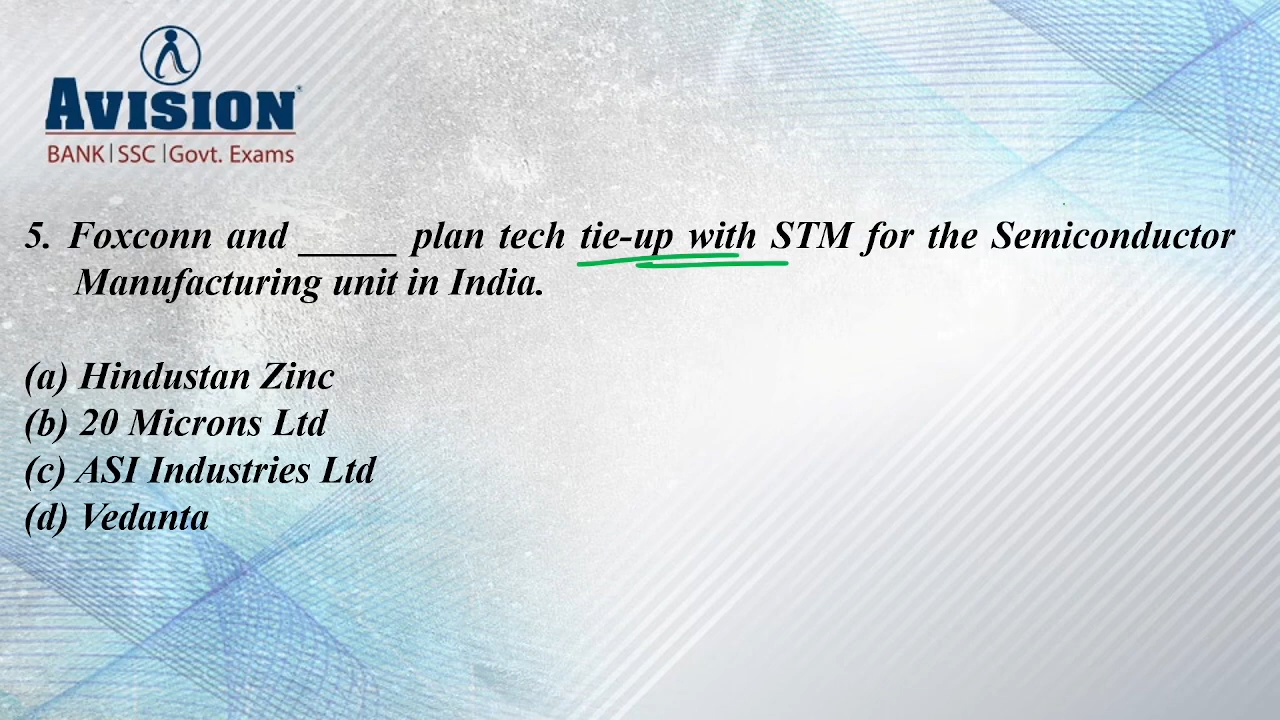 AVISION
BANK | SSC | Govt. Exams
5. Foxconn and _____ plan tech tie-up with STM for the Semiconductor
Manufacturing unit in India.
(a) Hindustan Zinc
(b) 20 Microns Ltd
(c) ASI Industries Ltd
(d) Vedanta